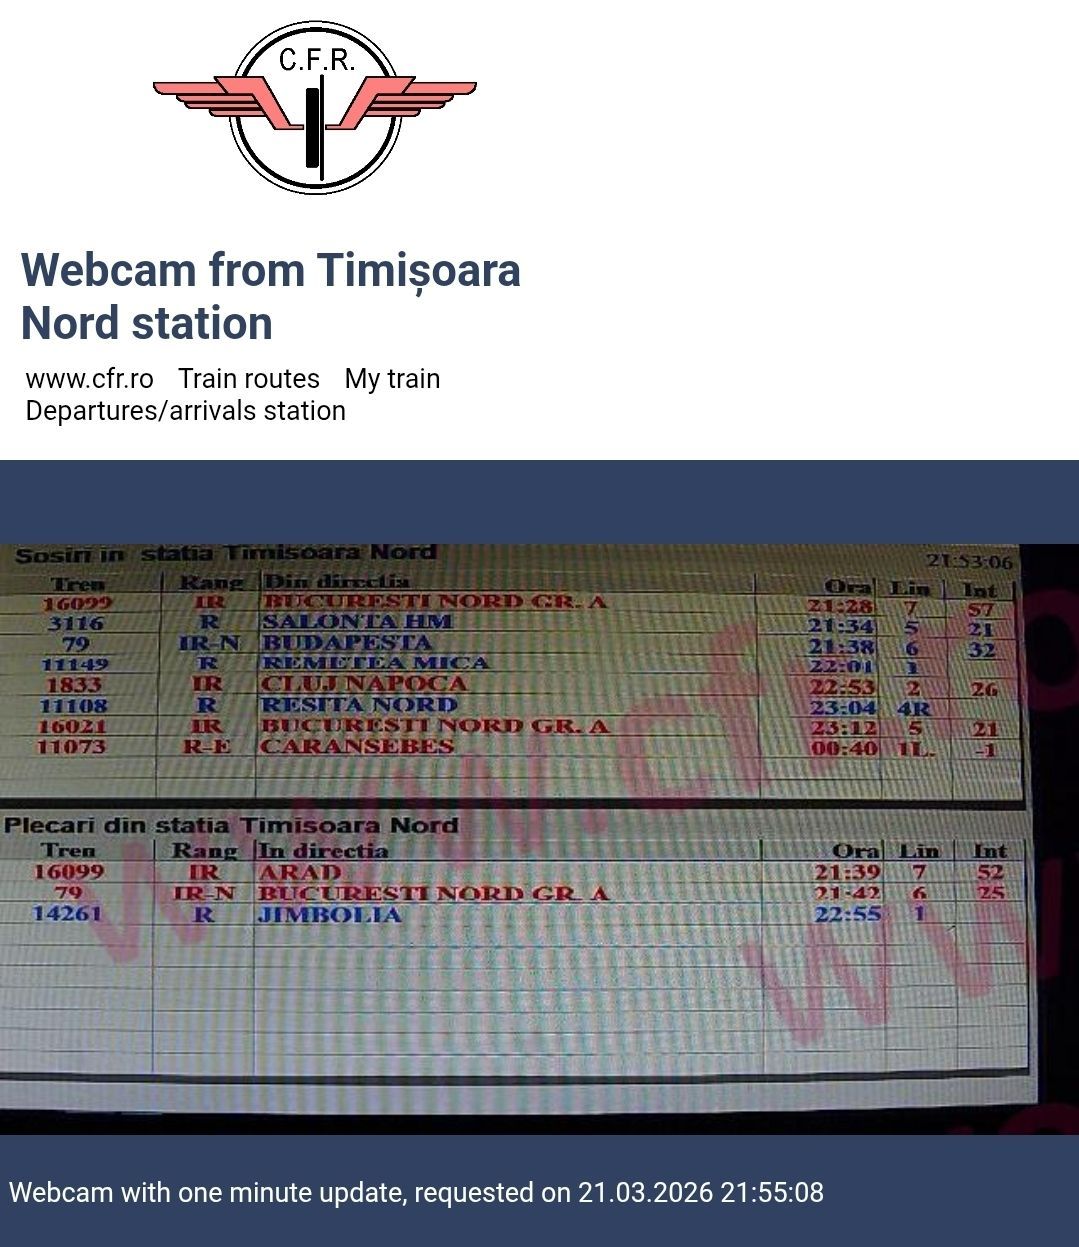 C.F.R.
Webcam from Timișoara
Nord station
www.cfr.ro Train routes My train
Departures/arrivals station
Sosiri in statia Timisoara Nord
21:53:06
Tren Rang Din directia Ora Lin Int
16099 IR BUCURESTI NORD GR. A 21:28 7 57
3116 R SALONTA HM 21:34 5 21
79 IR-N BUDAPESTA 21:38 6 32
11149 R REMETEA MICA 22:01 1
1833 IR CLUJ NAPOCA 22:53 2 26
11108 R RESITA NORD 23:04 4R
16021 IR BUCURESTI NORD GR. A 23:12 5 21
11073 R-E CARANSEBES 00:40 1L. -1
Plecari din statia Timisoara Nord
Tren Rang In directia Ora Lin Int
16099 IR ARAD 21:39 7 52
79 IR-N BUCURESTI NORD GR. A 21:42 6 25
14261 R JIMBOLIA 22:55 1
Webcam with one minute update, requested on 21.03.2026 21:55:08